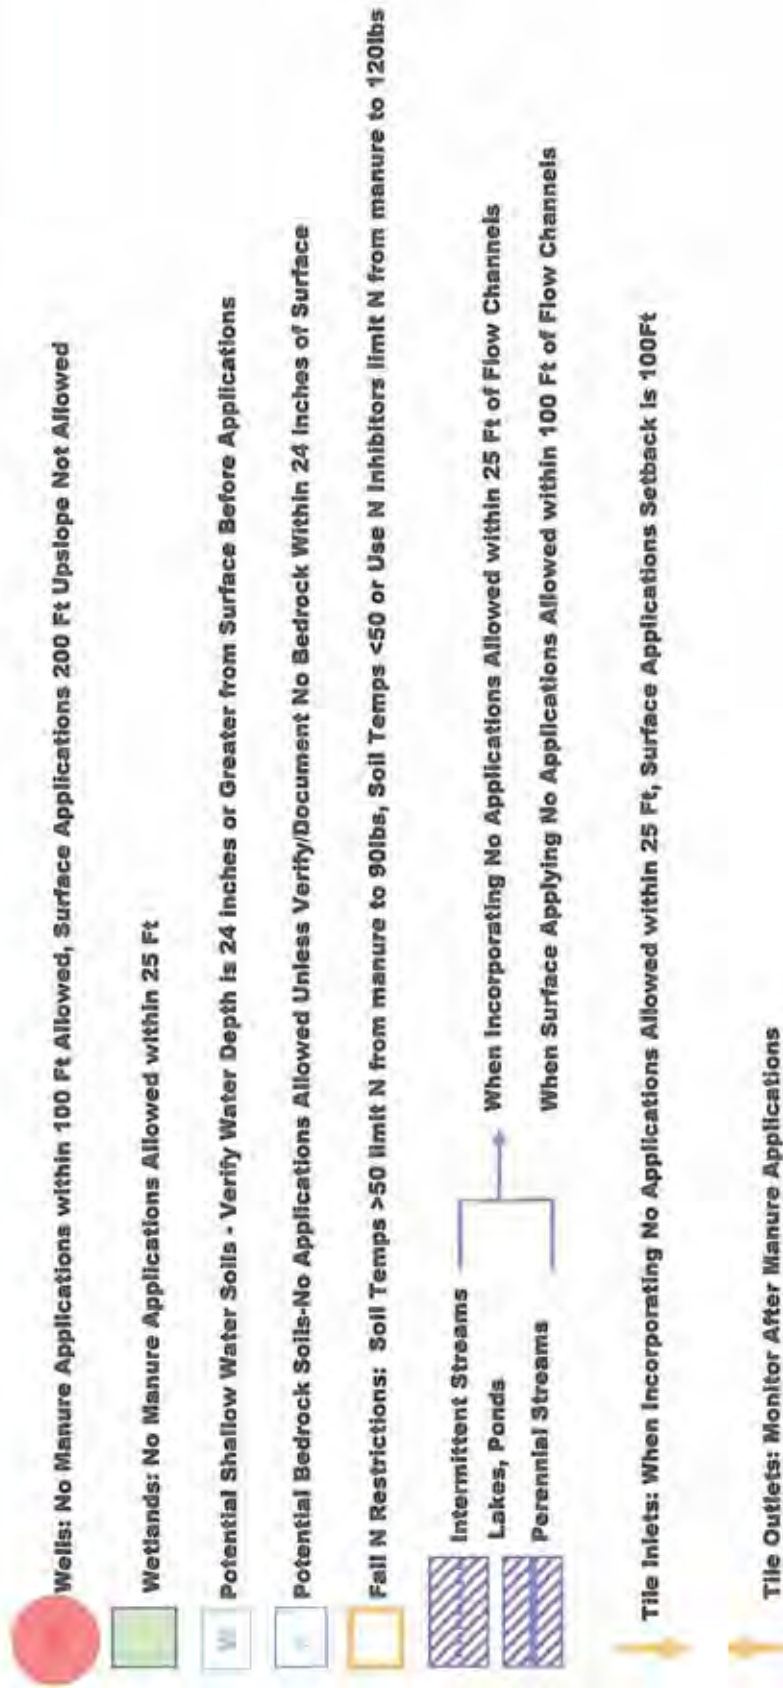 Wells: No Manure Applications within 100 Ft Allowed, Surface Applications 200 Ft Upslope Not Allowed
Wetlands: No Manure Applications Allowed within 25 Ft
W
Potential Shallow Water Soils - Verify Water Depth is 24 inches or Greater from Surface Before Applications
Potential Bedrock Soils-No Applications Allowed Unless Verify/Document No Bedrock Within 24 Inches of Surface
Fall N Restrictions: Soil Temps >50 limit N from manure to 90lbs, Soil Temps <50 or Use N Inhibitors limit N from manure to 120lbs
Intermittent Streams
Lakes, Ponds
Perennial Streams
When Incorporating No Applications Allowed within 25 Ft of Flow Channels
When Surface Applying No Applications Allowed within 100 Ft of Flow Channels
Tile Inlets: When Incorporating No Applications Allowed within 25 Ft, Surface Applications Setback is 100Ft
Tile Outlets: Monitor After Manure Applications